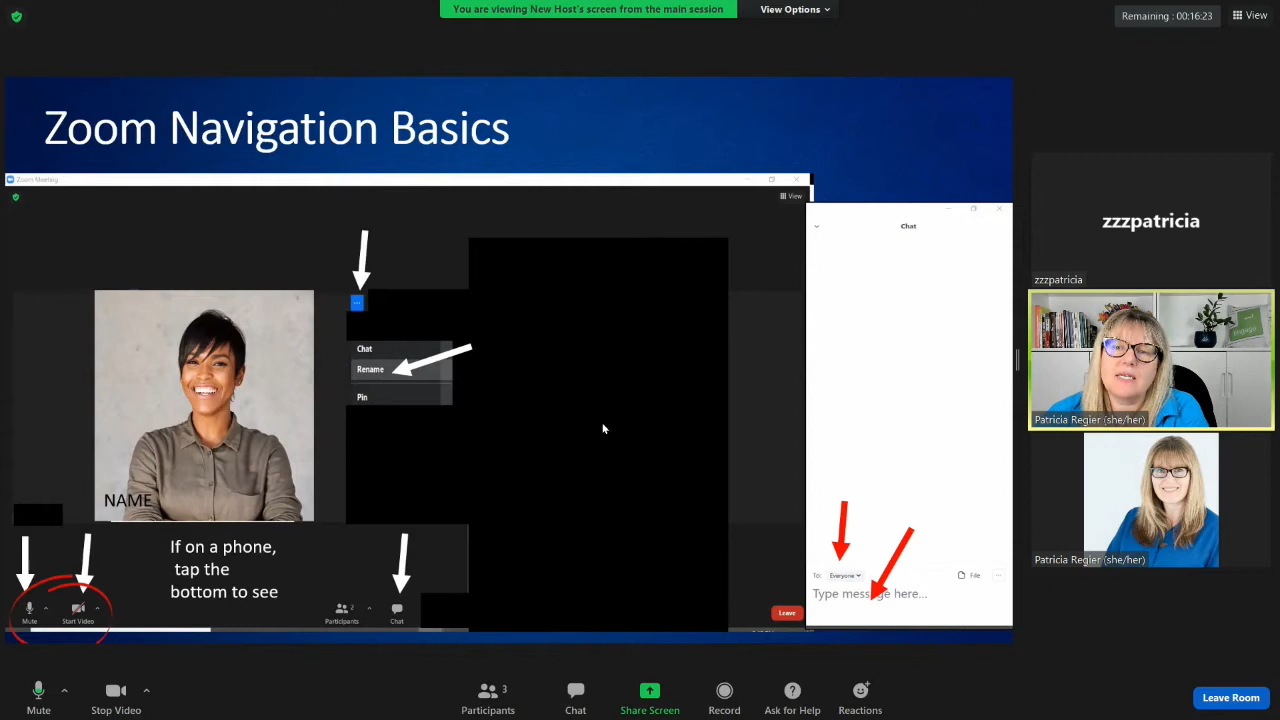 You are viewing New Host's screen from the main session
View Options
Remaining : 00:16:23
View
Zoom Navigation Basics
Zoom Meeting
View
Chat
Chat
Rename
Pin
NAME
If on a phone,
tap the
bottom to see
Mute
Start Video
Participants
2
Chat
Leave
To:
Everyone
File
Type message here...
zzzpatricia
zzzpatricia
engage
Patricia Regier (she/her)
Patricia Regier (she/her)
Mute
Stop Video
Participants
3
Chat
Share Screen
Record
Ask for Help
Reactions
Leave Room